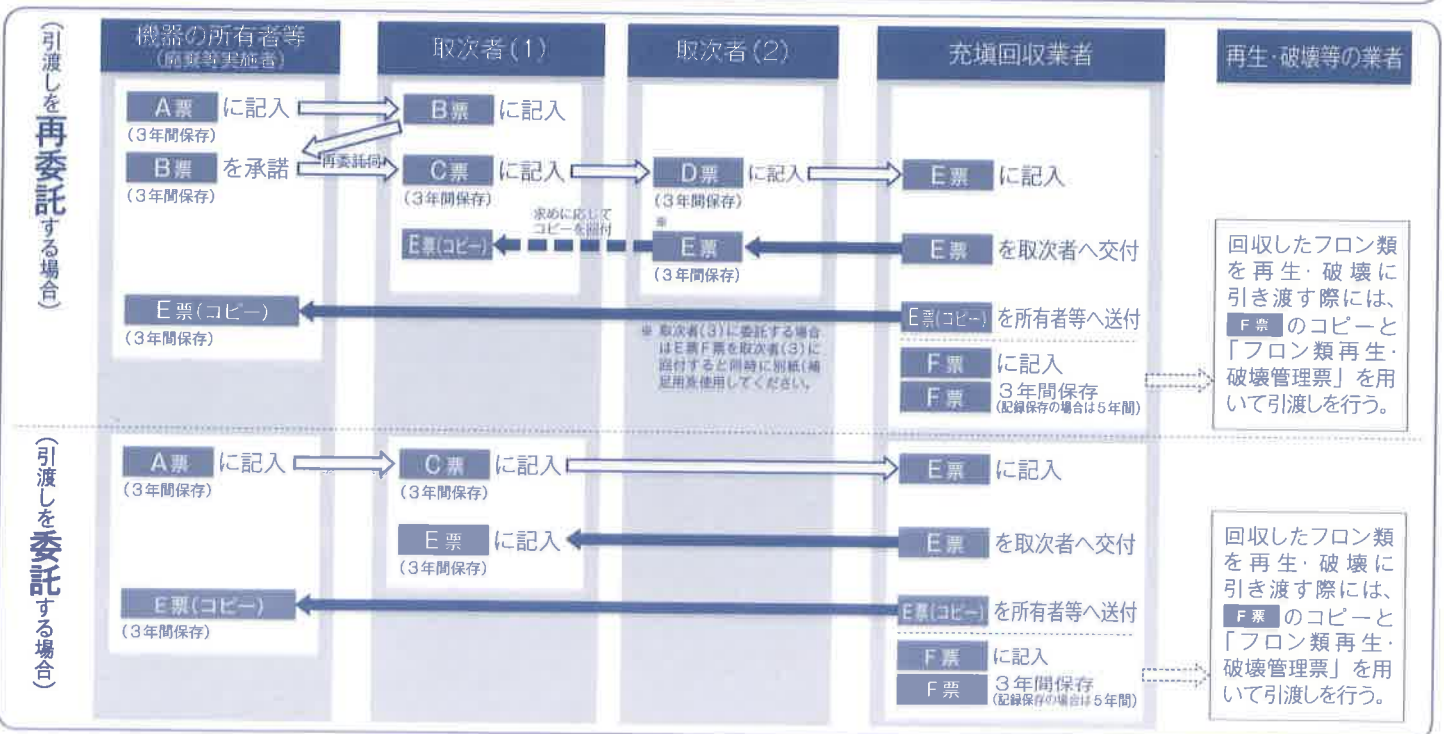 (引渡しを再委託する場合)
機器の所有者等
(廃棄等実施者)
取次者(1)
取次者(2)
充塡回収業者
再生・破壊等の業者
A票 に記入
(3年間保存)
B票 に記入
B票 を承諾
(3年間保存)
再委託伺
C票 に記入
(3年間保存)
D票 に記入
(3年間保存)
E票 に記入
求めに応じて
コピーを回付
※
E票(コピー)
E票
(3年間保存)
E票 を取次者へ交付
E票(コピー)
(3年間保存)
E票(コピー) を所有者等へ送付
※ 取次者(3)に委託する場合
はE票F票を取次者(3)に
回付すると同時に別紙(補
足用)を使用してください。
F票 に記入
F票 3年間保存
(記録保存の場合は5年間)
回収したフロン類
を再生・破壊に
引き渡す際には、
F票 のコピーと
「フロン類再生・
破壊管理票」を用
いて引渡しを行う。
(引渡しを委託する場合)
A票 に記入
(3年間保存)
C票 に記入
(3年間保存)
E票 に記入
E票 に記入
(3年間保存)
E票 を取次者へ交付
E票(コピー)
(3年間保存)
E票(コピー) を所有者等へ送付
F票 に記入
F票 3年間保存
(記録保存の場合は5年間)
回収したフロン類
を再生・破壊に
引き渡す際には、
F票 のコピーと
「フロン類再生・
破壊管理票」を用
いて引渡しを行う。